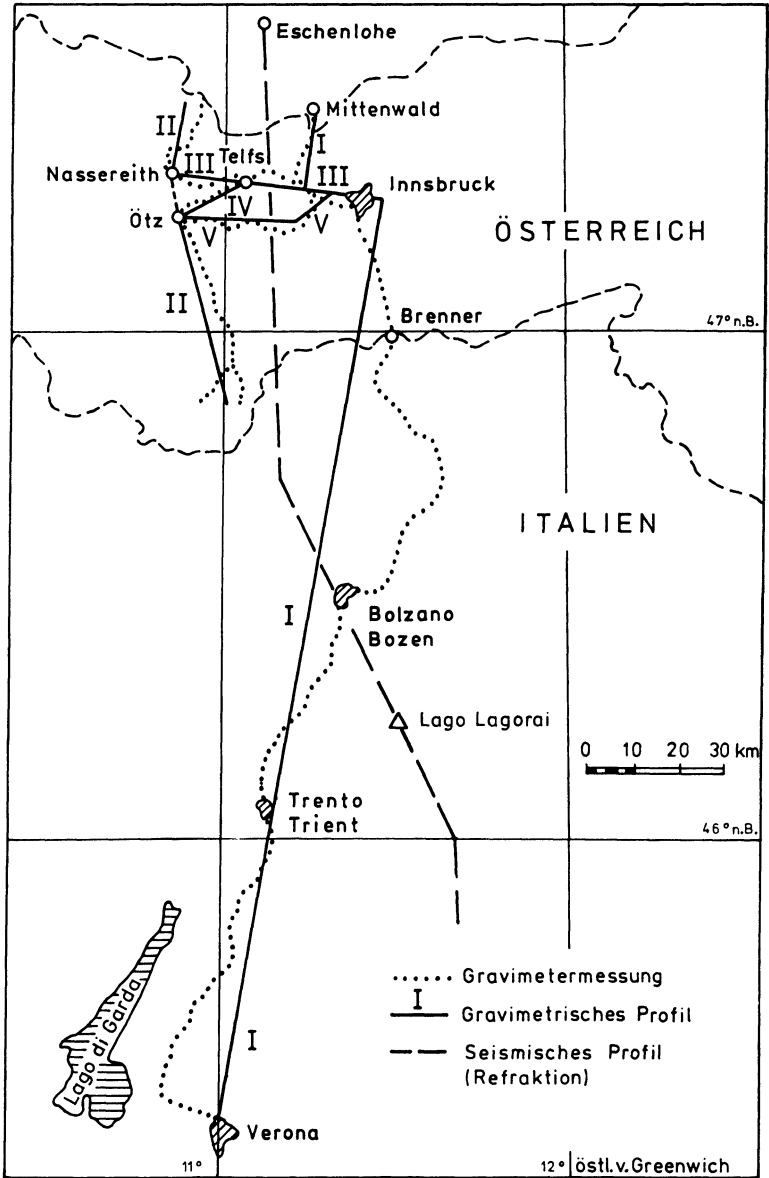 Eschenlohe
Mittenwald
II
I
Nassereith
III
Telfs
III
Innsbruck
IV
Ötz
V
V
ÖSTERREICH
II
Brenner
47° n.B.
ITALIEN
I
Bolzano
Bozen
Lago Lagorai
0 10 20 30 km
Trento
Trient
46° n.B.
Lago di Garda
I
Gravimetermessung
I
Gravimetrisches Profil
Seismisches Profil
(Refraktion)
Verona
11°
12° östl.v.Greenwich